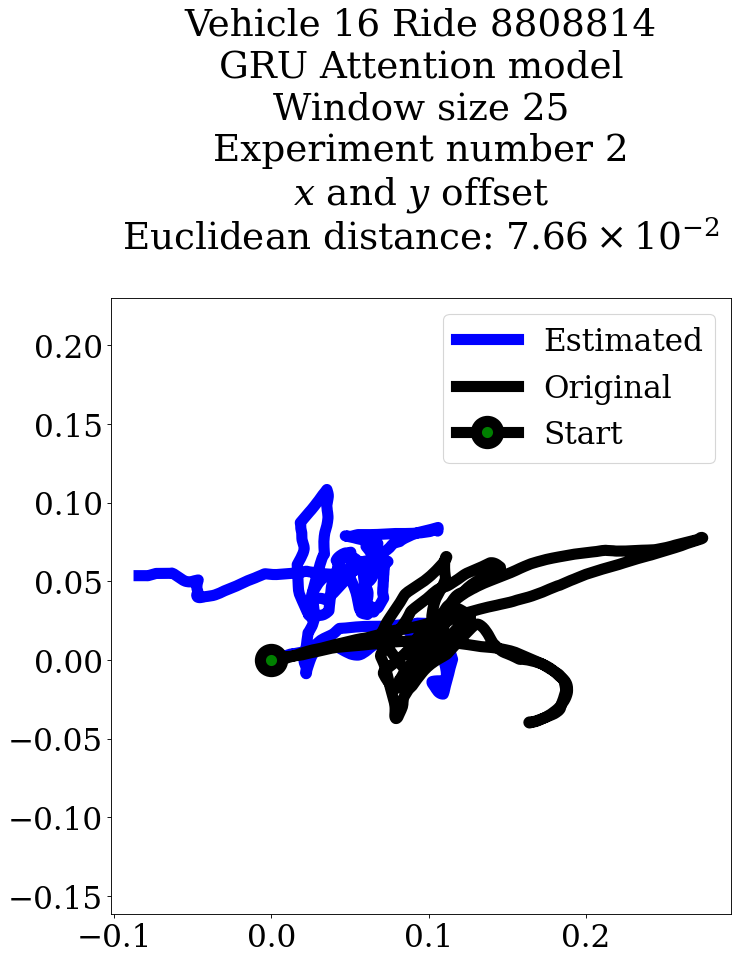 Vehicle 16 Ride 8808814
GRU Attention model
Window size 25
Experiment number 2
x and y offset
Euclidean distance: 7.66 × 10⁻²
Estimated
Original
Start
0.20
0.15
0.10
0.05
0.00
−0.05
−0.10
−0.15
−0.1
0.0
0.1
0.2